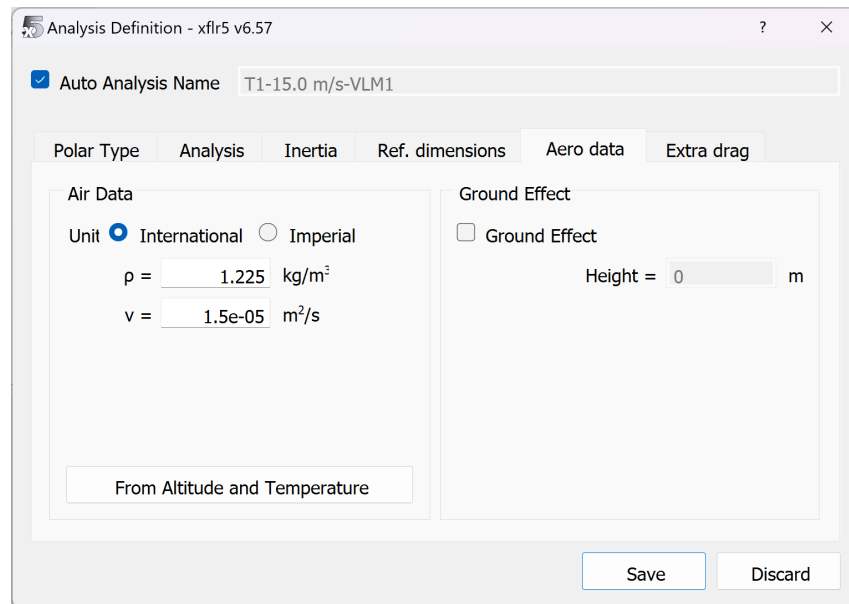 Analysis Definition - xflr5 v6.57 ?
Auto Analysis Name T1-15.0 m/s-VLM1
Polar Type Analysis Inertia Ref. dimensions Aero data Extra drag
Air Data
Unit International Imperial
ρ = 1.225 kg/m³
ν = 1.5e-05 m²/s
From Altitude and Temperature
Ground Effect
Ground Effect
Height = 0 m
Save Discard